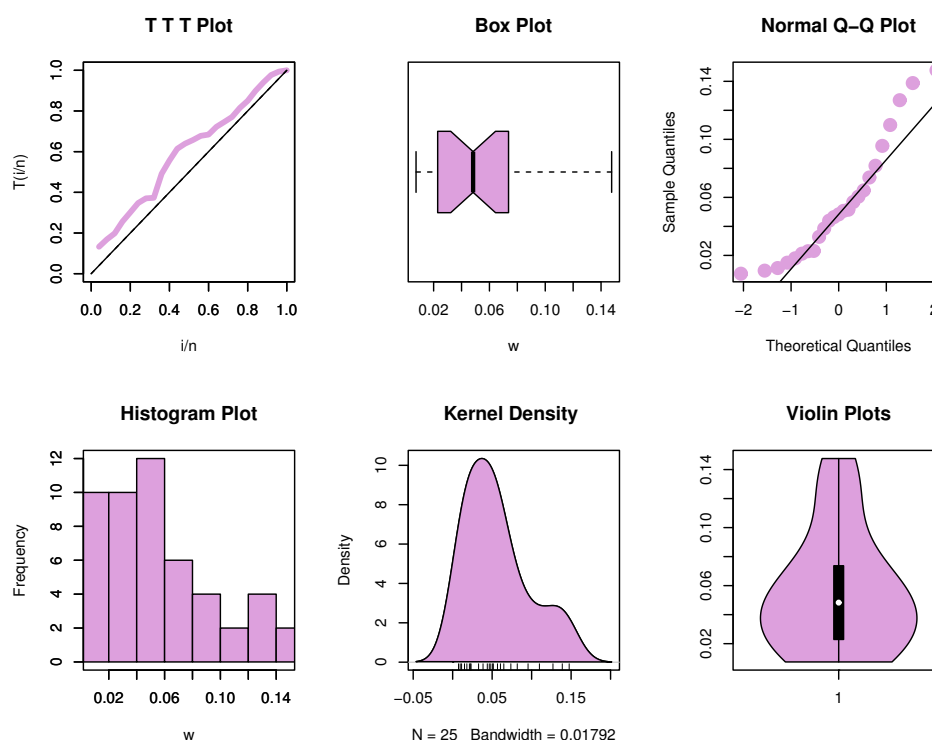 T T T Plot
T(i/n)
0.0 0.2 0.4 0.6 0.8 1.0
0.0 0.2 0.4 0.6 0.8 1.0
i/n
Box Plot
0.02 0.06 0.10 0.14
w
Normal Q−Q Plot
Sample Quantiles
0.02 0.06 0.10 0.14
−2 −1 0 1 2
Theoretical Quantiles
Histogram Plot
Frequency
0 2 4 6 8 10 12
0.02 0.06 0.10 0.14
w
Kernel Density
Density
0 2 4 6 8 10
−0.05 0.05 0.15
N = 25 Bandwidth = 0.01792
Violin Plots
0.02 0.06 0.10 0.14
1